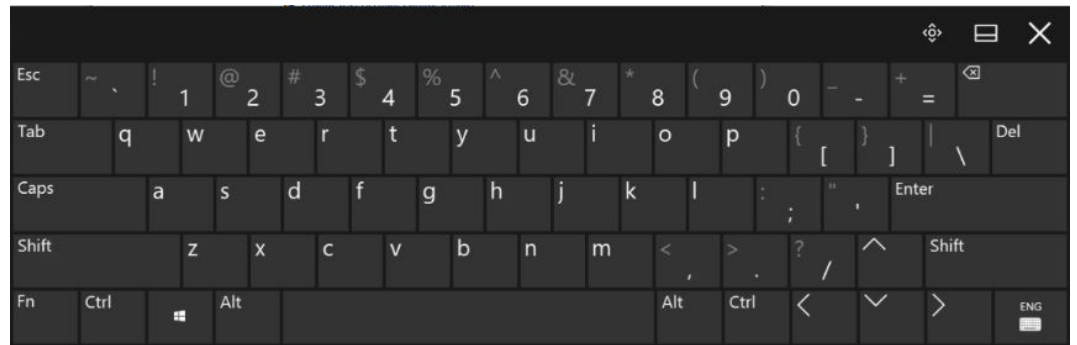 Esc ~ ` ! 1 @ 2 # 3 $ 4 % 5 ^ 6 & 7 * 8 ( 9 ) 0 _ - + =
Tab q w e r t y u i o p { [ } ] | \ Del
Caps a s d f g h j k l : ; " ' Enter
Shift z x c v b n m < , > . ? / Shift
Fn Ctrl Alt Alt Ctrl ENG